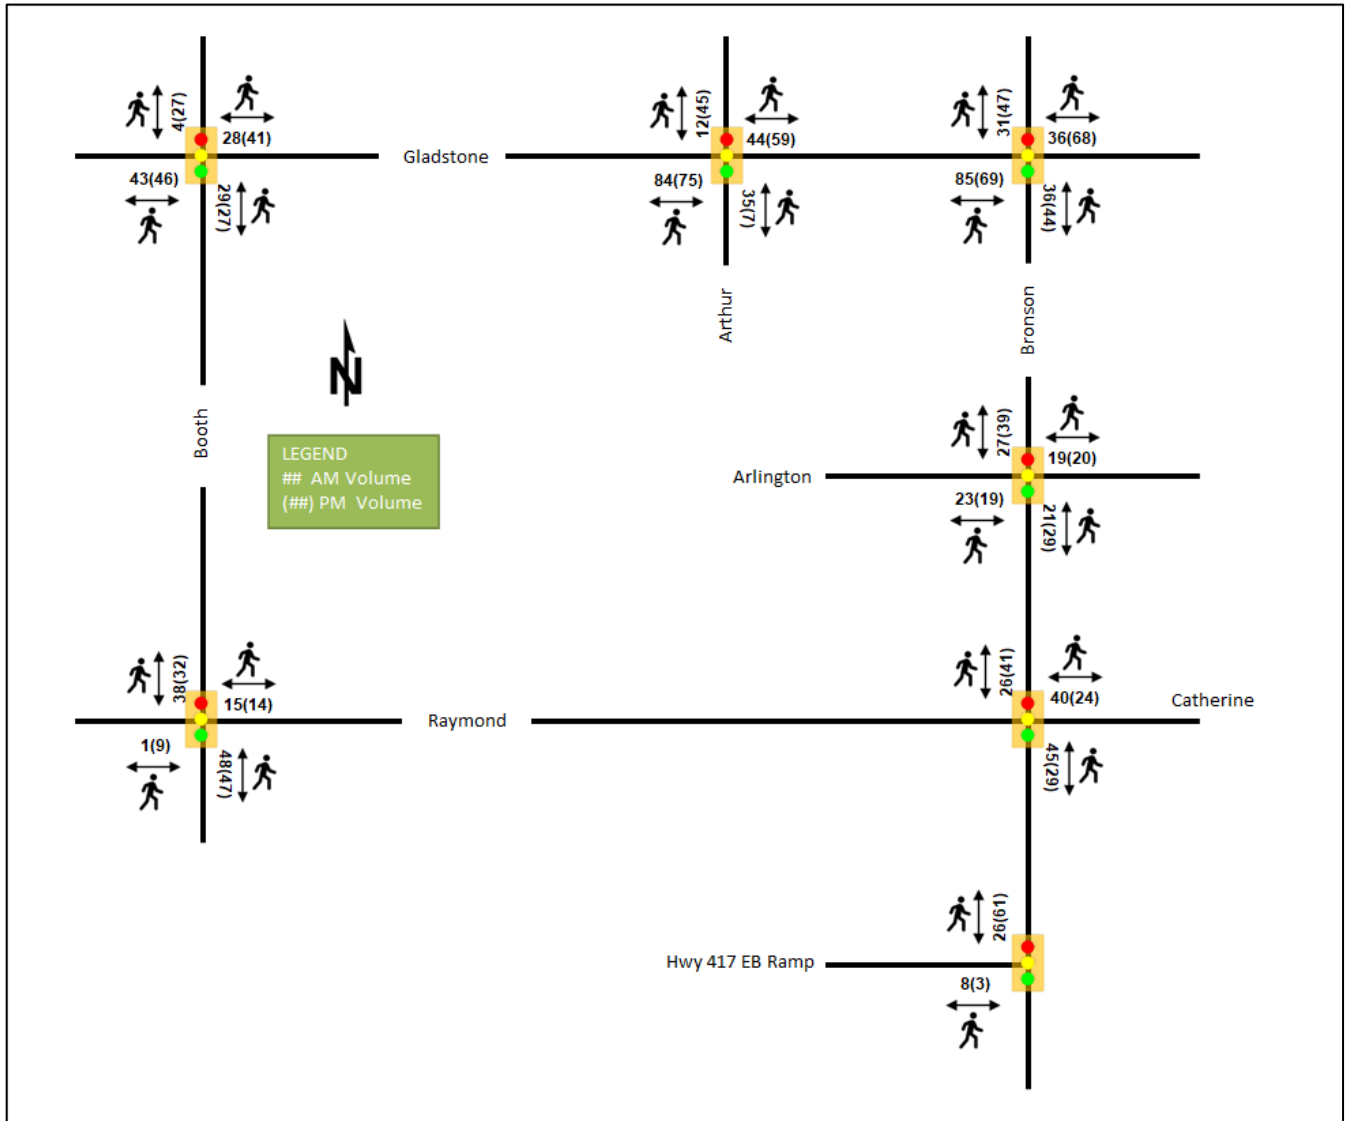 4(27)
28(41)
12(45)
44(59)
31(47)
36(68)
Gladstone
43(46)
29(27)
84(75)
35(7)
85(69)
36(44)
Arthur
Bronson
N
Booth
LEGEND
## AM Volume
(##) PM Volume
27(39)
19(20)
Arlington
23(19)
21(29)
38(32)
15(14)
26(41)
40(24)
Catherine
Raymond
1(9)
48(47)
45(29)
26(61)
Hwy 417 EB Ramp
8(3)